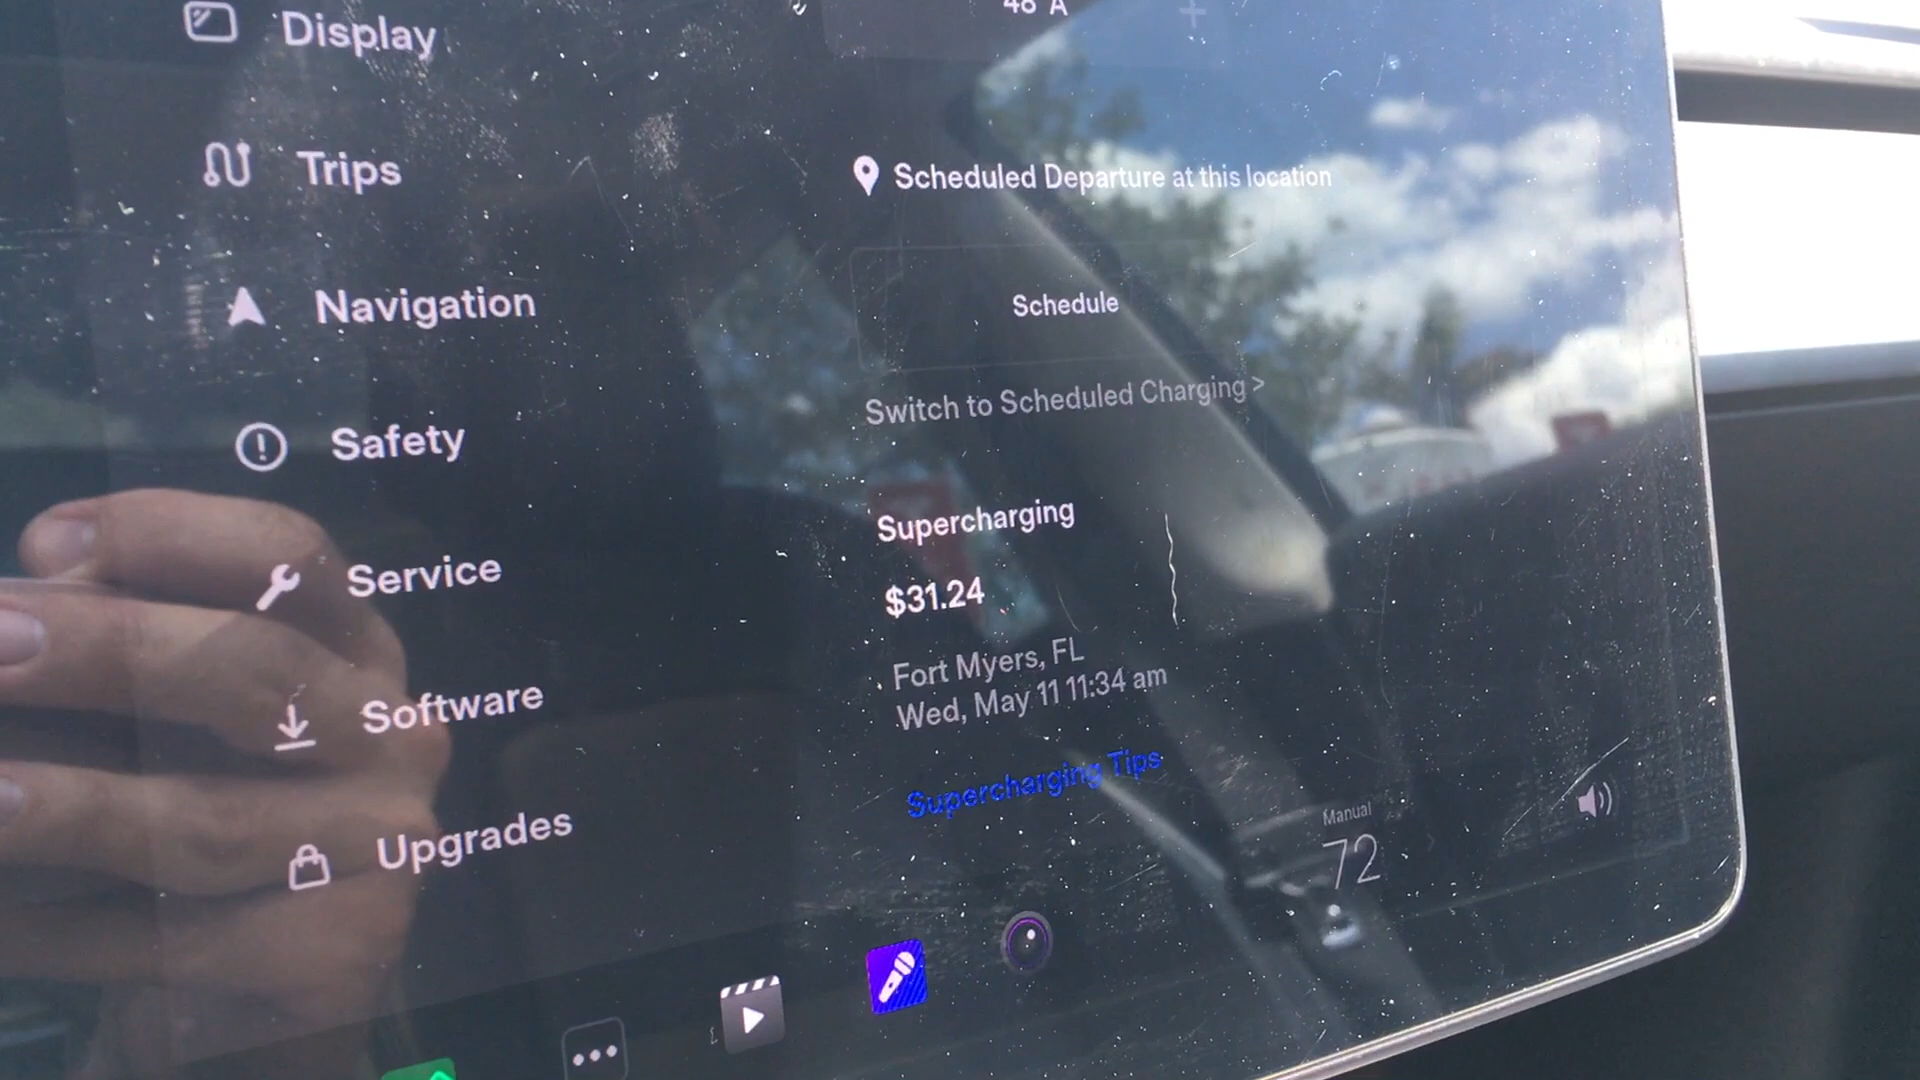 Display
Trips
Navigation
Safety
Service
Software
Upgrades
48 A
Scheduled Departure at this location
Schedule
Switch to Scheduled Charging >
Supercharging
$31.24
Fort Myers, FL
Wed, May 11 11:34 am
Supercharging Tips
Manual
72